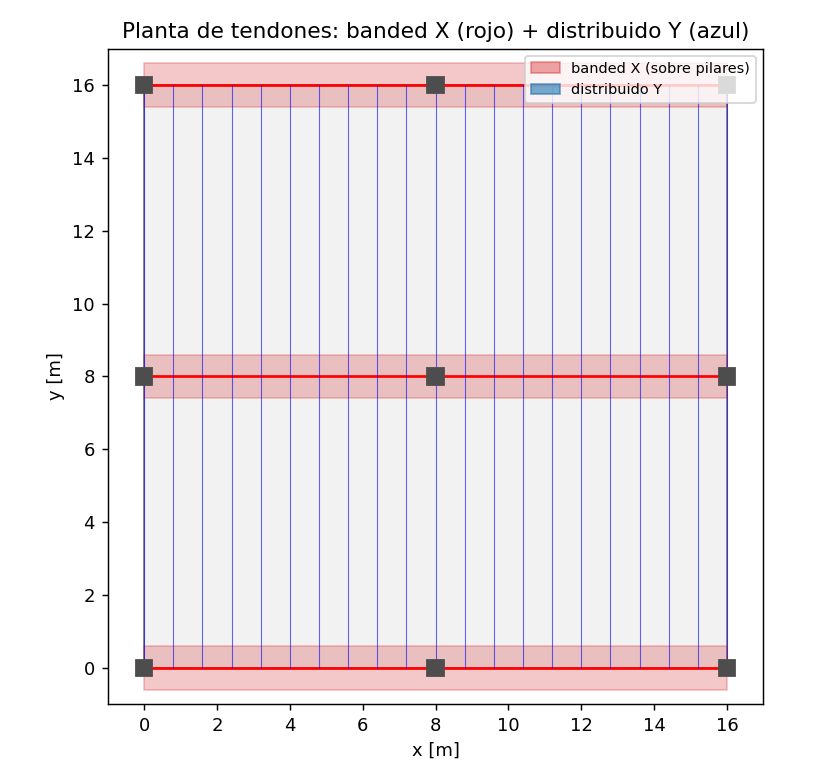 Planta de tendones: banded X (rojo) + distribuido Y (azul)
banded X (sobre pilares)
distribuido Y
16
14
12
10
8
6
4
2
0
y [m]
0 2 4 6 8 10 12 14 16
x [m]